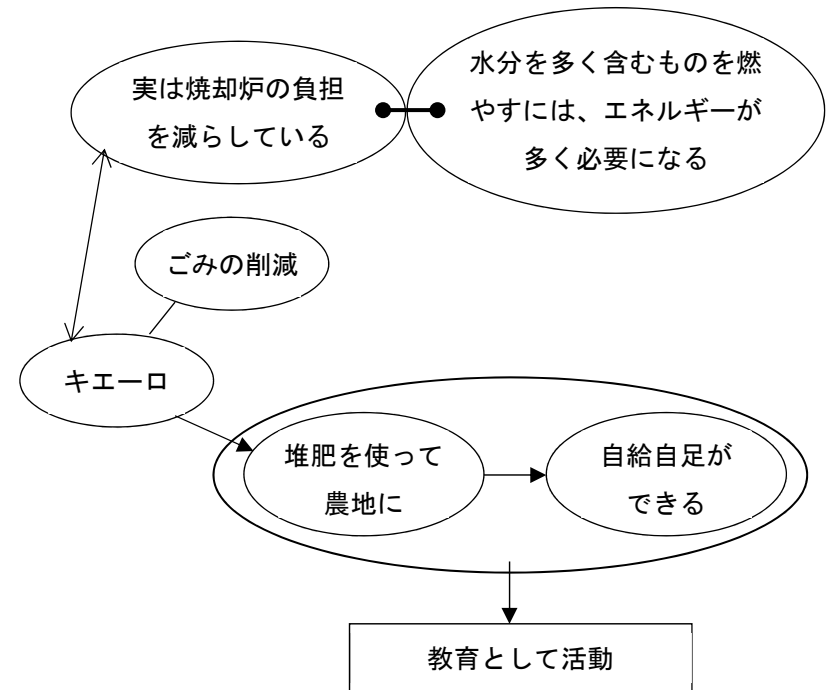 実は焼却炉の負担
を減らしている
水分を多く含むものを燃
やすには、エネルギーが
多く必要になる
ごみの削減
キエーロ
堆肥を使って
農地に
自給自足が
できる
教育として活動